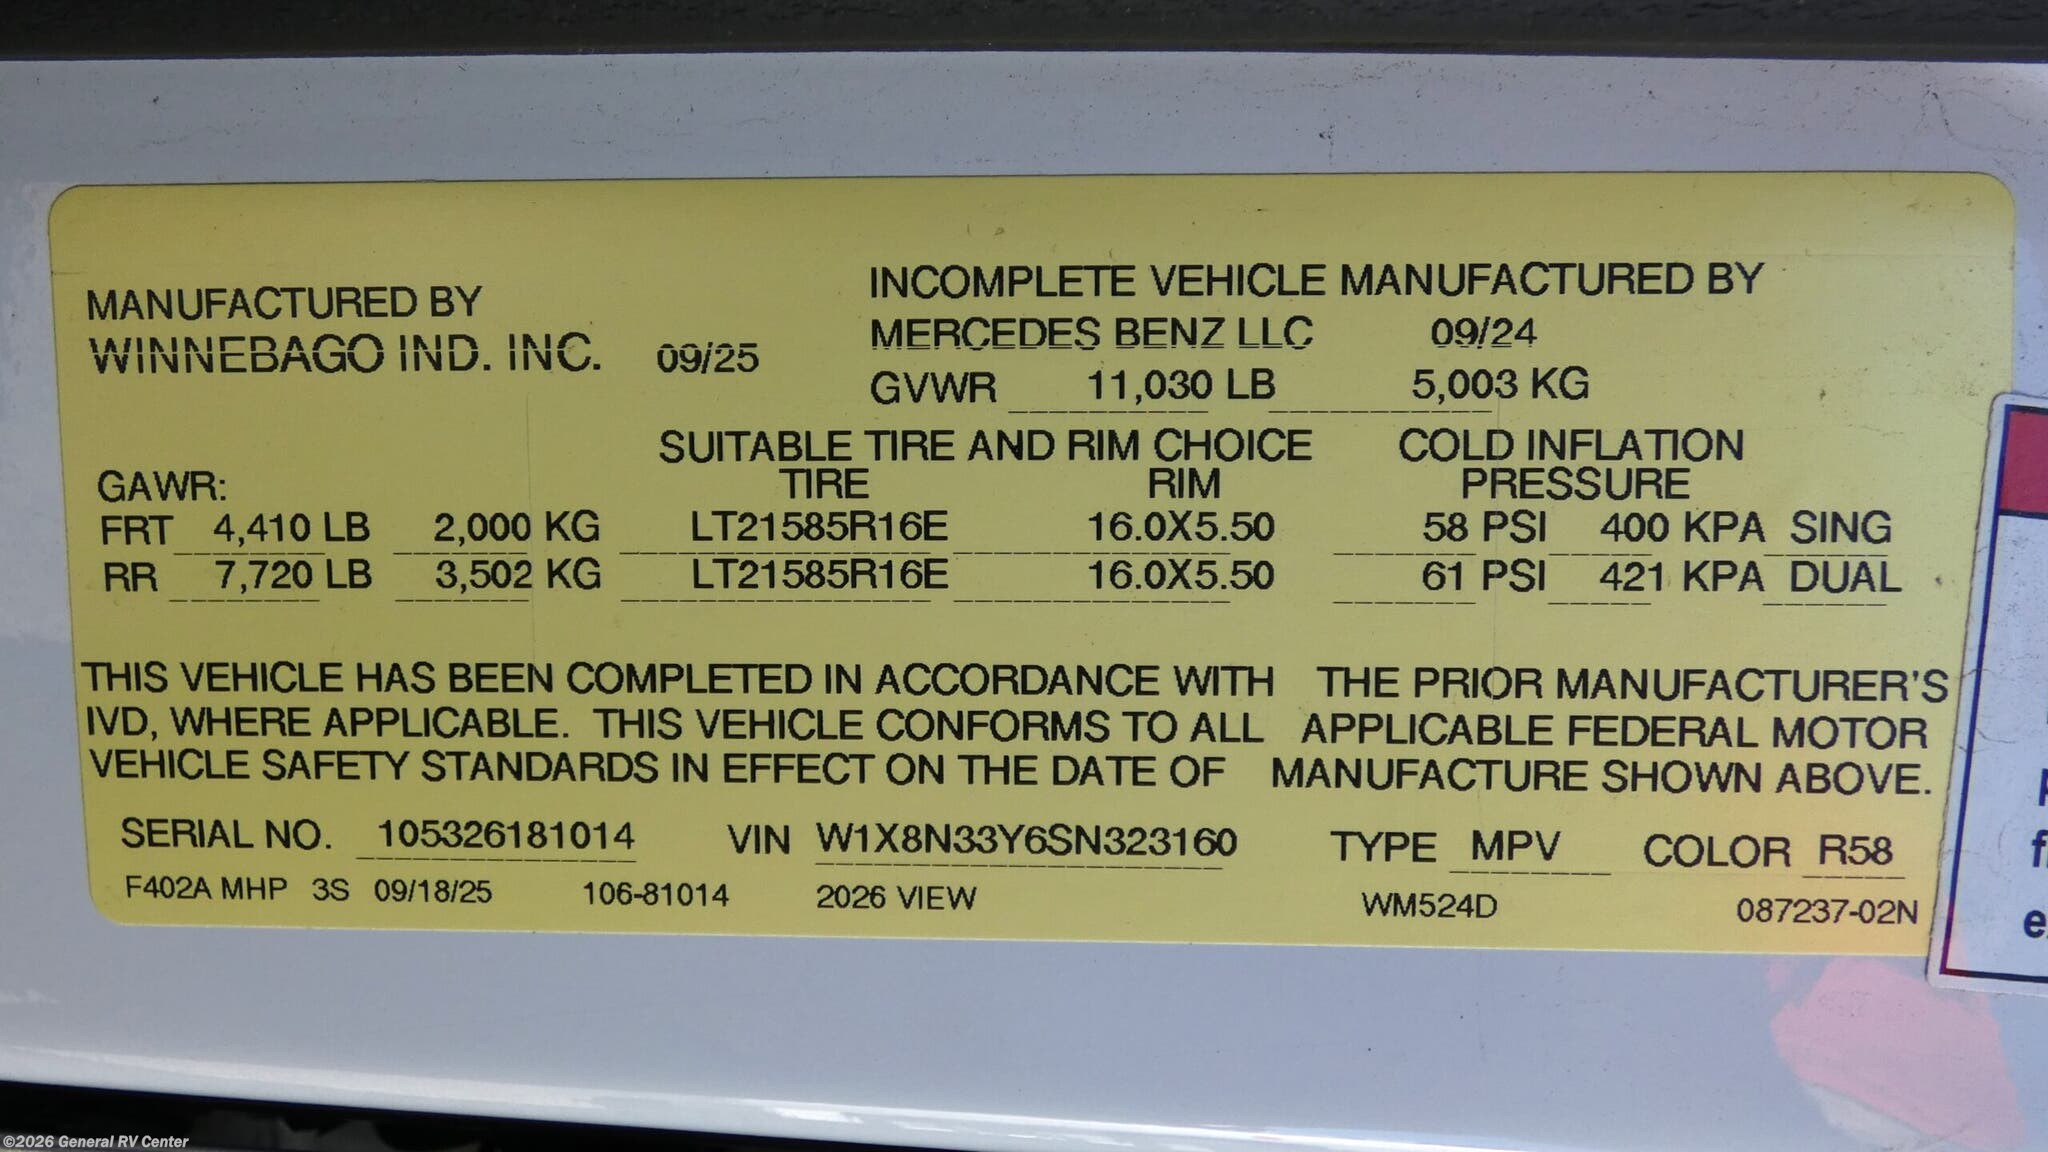 MANUFACTURED BY
WINNEBAGO IND. INC. 09/25
INCOMPLETE VEHICLE MANUFACTURED BY
MERCEDES BENZ LLC 09/24
GVWR 11,030 LB 5,003 KG
SUITABLE TIRE AND RIM CHOICE COLD INFLATION
GAWR: TIRE RIM PRESSURE
FRT 4,410 LB 2,000 KG LT21585R16E 16.0X5.50 58 PSI 400 KPA SING
RR 7,720 LB 3,502 KG LT21585R16E 16.0X5.50 61 PSI 421 KPA DUAL
THIS VEHICLE HAS BEEN COMPLETED IN ACCORDANCE WITH THE PRIOR MANUFACTURER'S
IVD, WHERE APPLICABLE. THIS VEHICLE CONFORMS TO ALL APPLICABLE FEDERAL MOTOR
VEHICLE SAFETY STANDARDS IN EFFECT ON THE DATE OF MANUFACTURE SHOWN ABOVE.
SERIAL NO. 105326181014 VIN W1X8N33Y6SN323160 TYPE MPV COLOR R58
F402A MHP 3S 09/18/25 106-81014 2026 VIEW WM524D 087237-02N
©2026 General RV Center